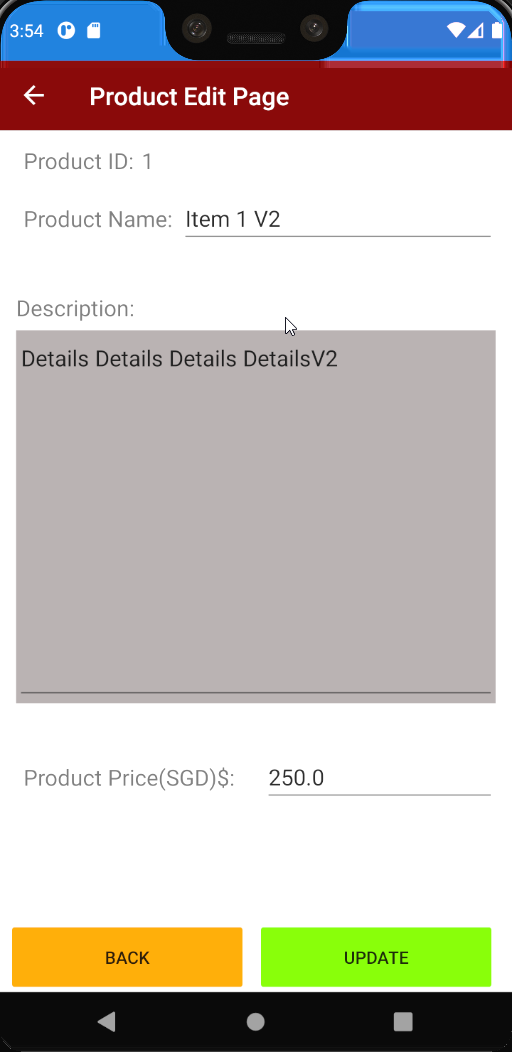 3:54
Product Edit Page
Product ID: 1
Product Name: Item 1 V2
Description:
Details Details Details DetailsV2
Product Price(SGD)$: 250.0
BACK UPDATE